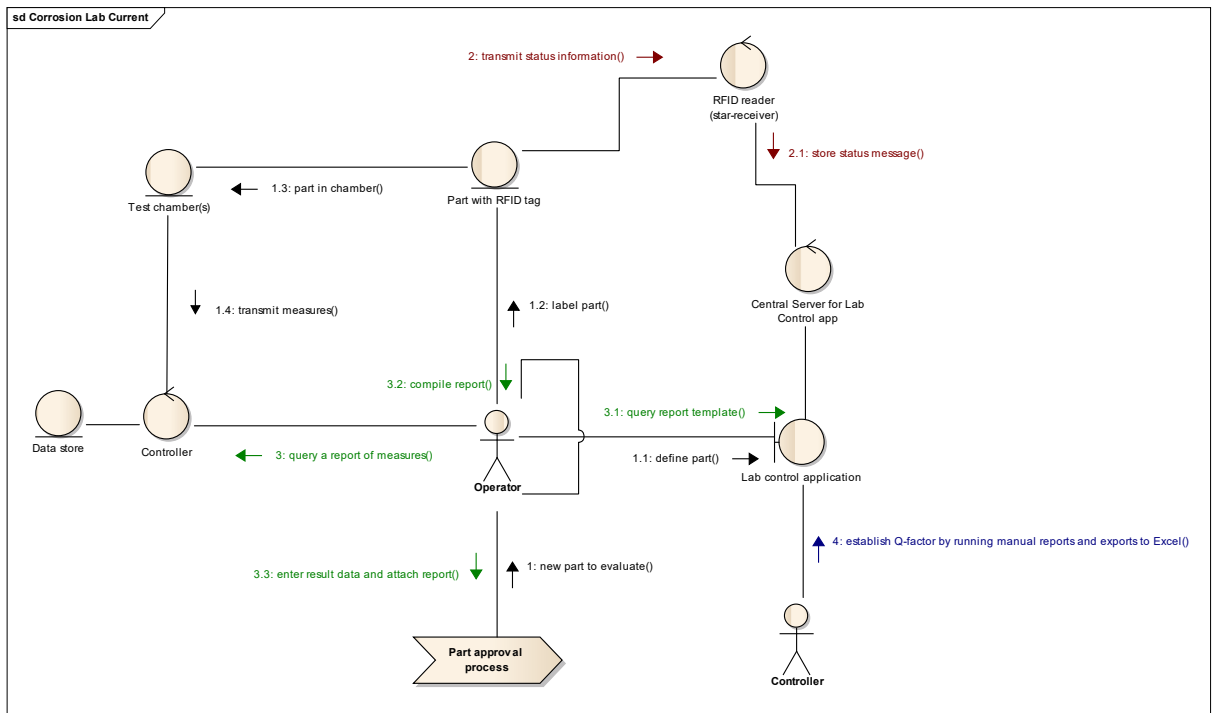 sd Corrosion Lab Current
2: transmit status information()
RFID reader
(star-receiver)
2.1: store status message()
1.3: part in chamber()
Test chamber(s)
Part with RFID tag
Central Server for Lab
Control app
1.4: transmit measures()
1.2: label part()
3.2: compile report()
3.1: query report template()
Data store
Controller
3: query a report of measures()
1.1: define part()
Lab control application
Operator
4: establish Q-factor by running manual reports and exports to Excel()
3.3: enter result data and attach report()
1: new part to evaluate()
Part approval
process
Controller